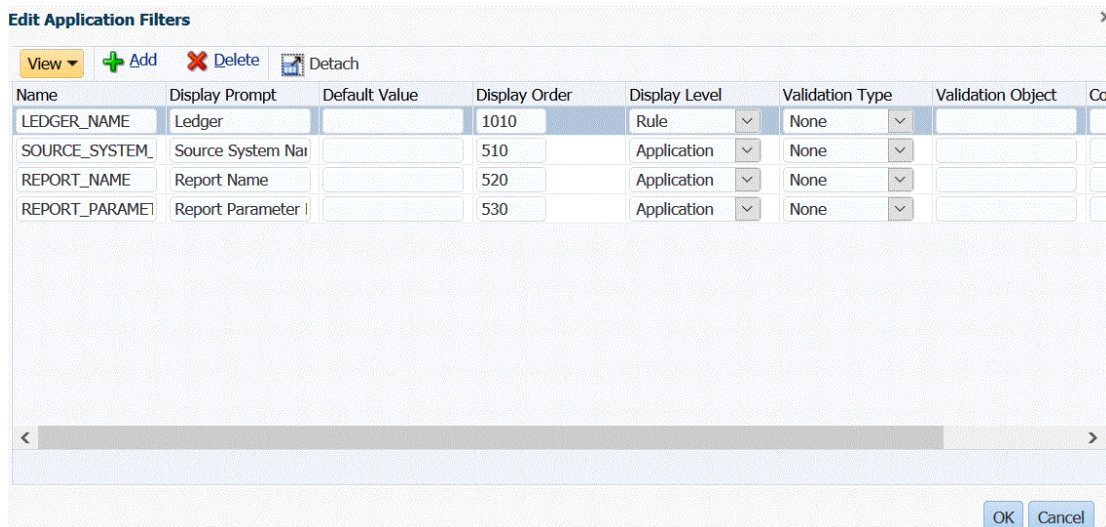 Edit Application Filters
View Add Delete Detach
Name Display Prompt Default Value Display Order Display Level Validation Type Validation Object Co
LEDGER_NAME Ledger 1010 Rule None
SOURCE_SYSTEM_ Source System Nar 510 Application None
REPORT_NAME Report Name 520 Application None
REPORT_PARAMET Report Parameter 530 Application None
OK Cancel